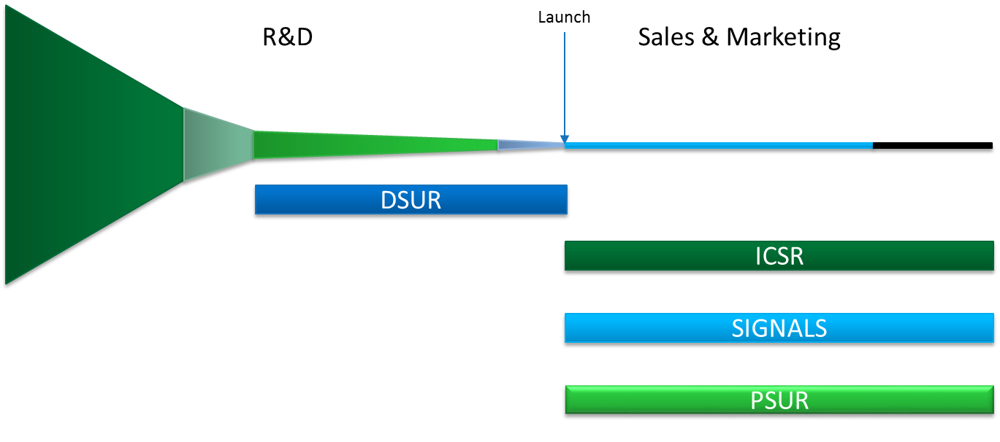 Launch
R&D
Sales & Marketing
DSUR
ICSR
SIGNALS
PSUR